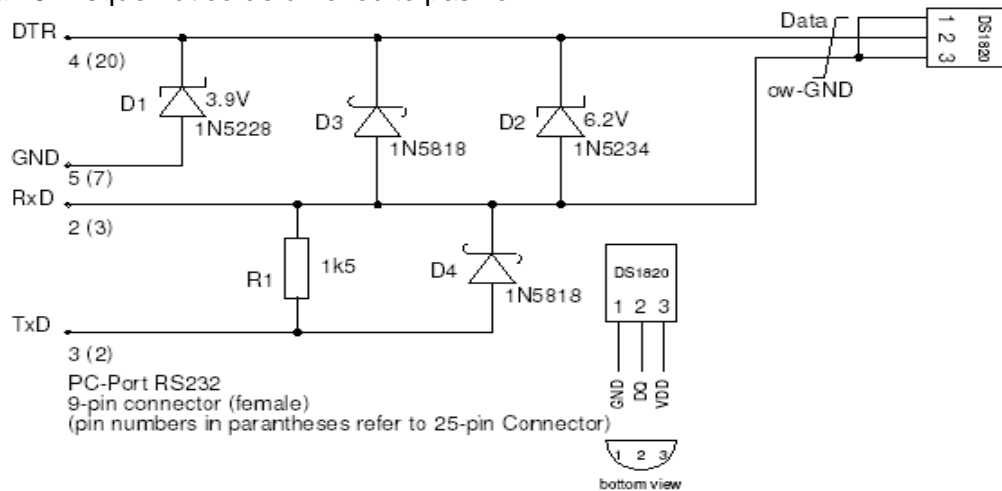 DTR
4 (20)
D1
3.9V
1N5228
GND
5 (7)
RxD
2 (3)
D3
1N5818
D2
6.2V
1N5234
Data
ow-GND
1
2
3
DS1820
R1
1k5
D4
1N5818
TxD
3 (2)
PC-Port RS232
9-pin connector (female)
(pin numbers in parantheses refer to 25-pin Connector)
DS1820
1 2 3
GND DQ VDD
1 2 3
bottom view